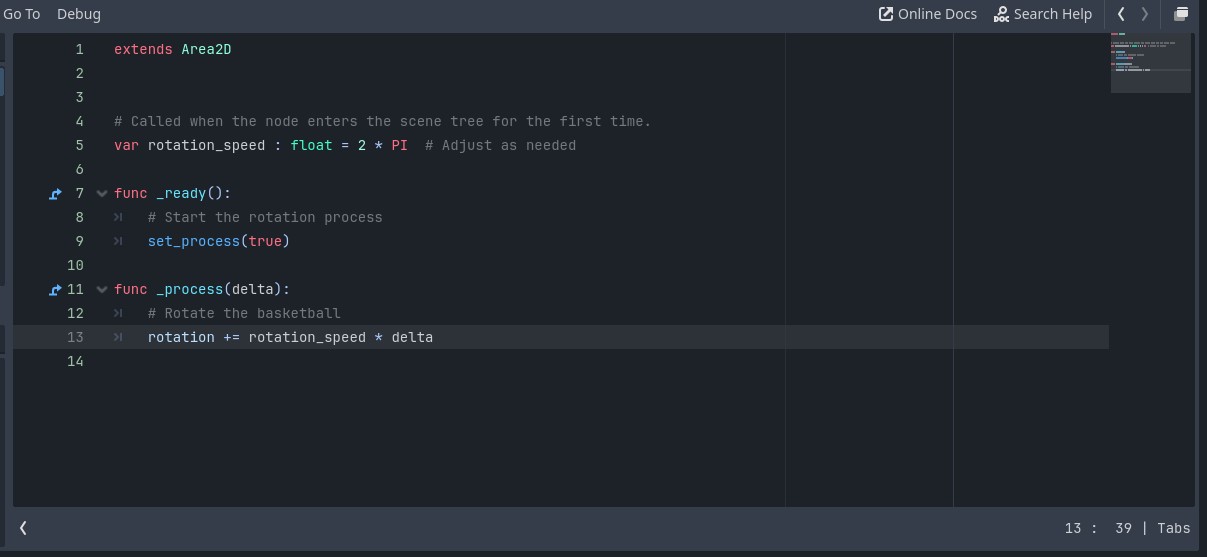 Go To Debug Online Docs Search Help
1 extends Area2D
2
3
4 # Called when the node enters the scene tree for the first time.
5 var rotation_speed : float = 2 * PI  # Adjust as needed
6
7 func _ready():
8 # Start the rotation process
9 set_process(true)
10
11 func _process(delta):
12 # Rotate the basketball
13 rotation += rotation_speed * delta
14
13 : 39 | Tabs